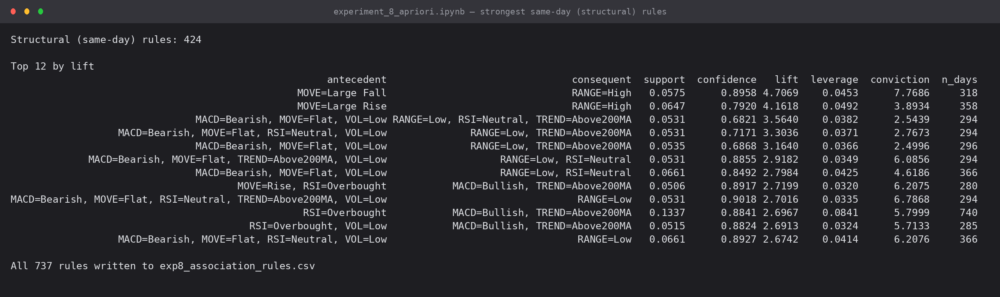 experiment_8_apriori.ipynb — strongest same-day (structural) rules
Structural (same-day) rules: 424
Top 12 by lift
antecedent consequent support confidence lift leverage conviction n_days
MOVE=Large Fall RANGE=High 0.0575 0.8958 4.7069 0.0453 7.7686 318
MOVE=Large Rise RANGE=High 0.0647 0.7920 4.1618 0.0492 3.8934 358
MACD=Bearish, MOVE=Flat, VOL=Low RANGE=Low, RSI=Neutral, TREND=Above200MA 0.0531 0.6821 3.5640 0.0382 2.5439 294
MACD=Bearish, MOVE=Flat, RSI=Neutral, VOL=Low RANGE=Low, TREND=Above200MA 0.0531 0.7171 3.3036 0.0371 2.7673 294
MACD=Bearish, MOVE=Flat, VOL=Low RANGE=Low, TREND=Above200MA 0.0535 0.6868 3.1640 0.0366 2.4996 296
MACD=Bearish, MOVE=Flat, TREND=Above200MA, VOL=Low RANGE=Low, RSI=Neutral 0.0531 0.8855 2.9182 0.0349 6.0856 294
MACD=Bearish, MOVE=Flat, VOL=Low RANGE=Low, RSI=Neutral 0.0661 0.8492 2.7984 0.0425 4.6186 366
MOVE=Rise, RSI=Overbought MACD=Bullish, TREND=Above200MA 0.0506 0.8917 2.7199 0.0320 6.2075 280
MACD=Bearish, MOVE=Flat, RSI=Neutral, TREND=Above200MA, VOL=Low RANGE=Low 0.0531 0.9018 2.7016 0.0335 6.7868 294
RSI=Overbought MACD=Bullish, TREND=Above200MA 0.1337 0.8841 2.6967 0.0841 5.7999 740
RSI=Overbought, VOL=Low MACD=Bullish, TREND=Above200MA 0.0515 0.8824 2.6913 0.0324 5.7133 285
MACD=Bearish, MOVE=Flat, RSI=Neutral, VOL=Low RANGE=Low 0.0661 0.8927 2.6742 0.0414 6.2076 366
All 737 rules written to exp8_association_rules.csv